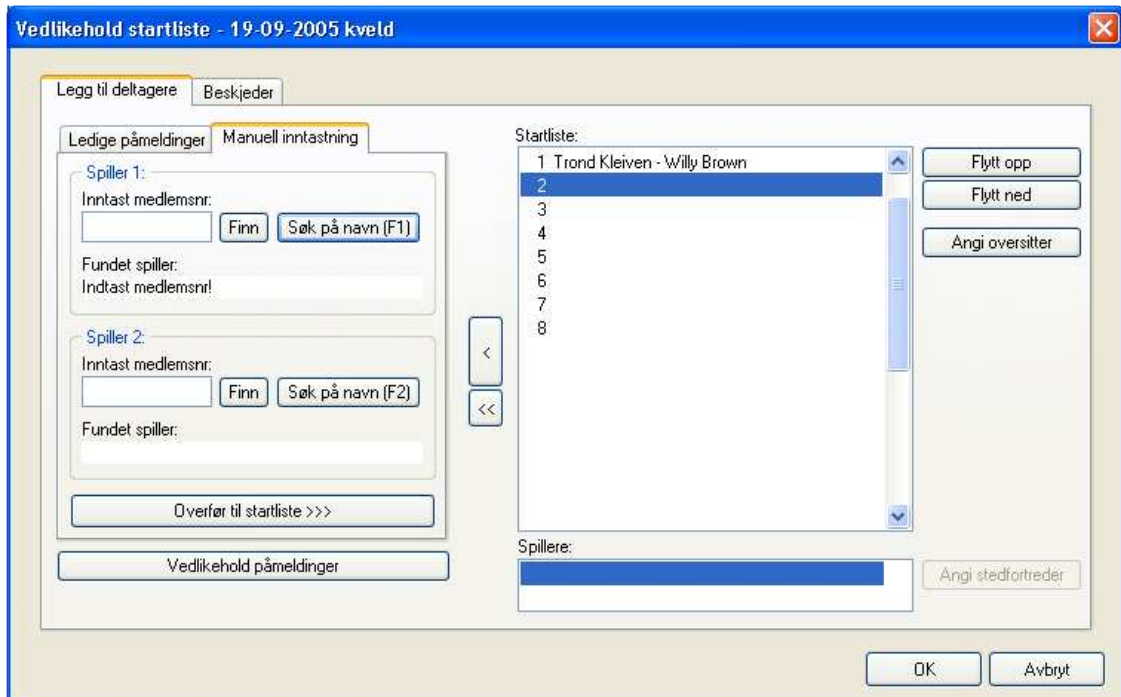 Vedlikehold startliste - 19-09-2005 kveld
Legg til deltagere
Beskjeder
Ledige påmeldinger
Manuell inntastning
Spiller 1:
Inntast medlemsnr:
Finn
Søk på navn (F1)
Fundet spiller:
Indtast medlemsnr!
Spiller 2:
Inntast medlemsnr:
Finn
Søk på navn (F2)
Fundet spiller:
Overfør til startliste >>>
Vedlikehold påmeldinger
<
<<
Startliste:
1 Trond Kleiven - Willy Brown
2
3
4
5
6
7
8
Spillere:
Flytt opp
Flytt ned
Angi oversitter
Angi stedfortreder
OK
Avbryt